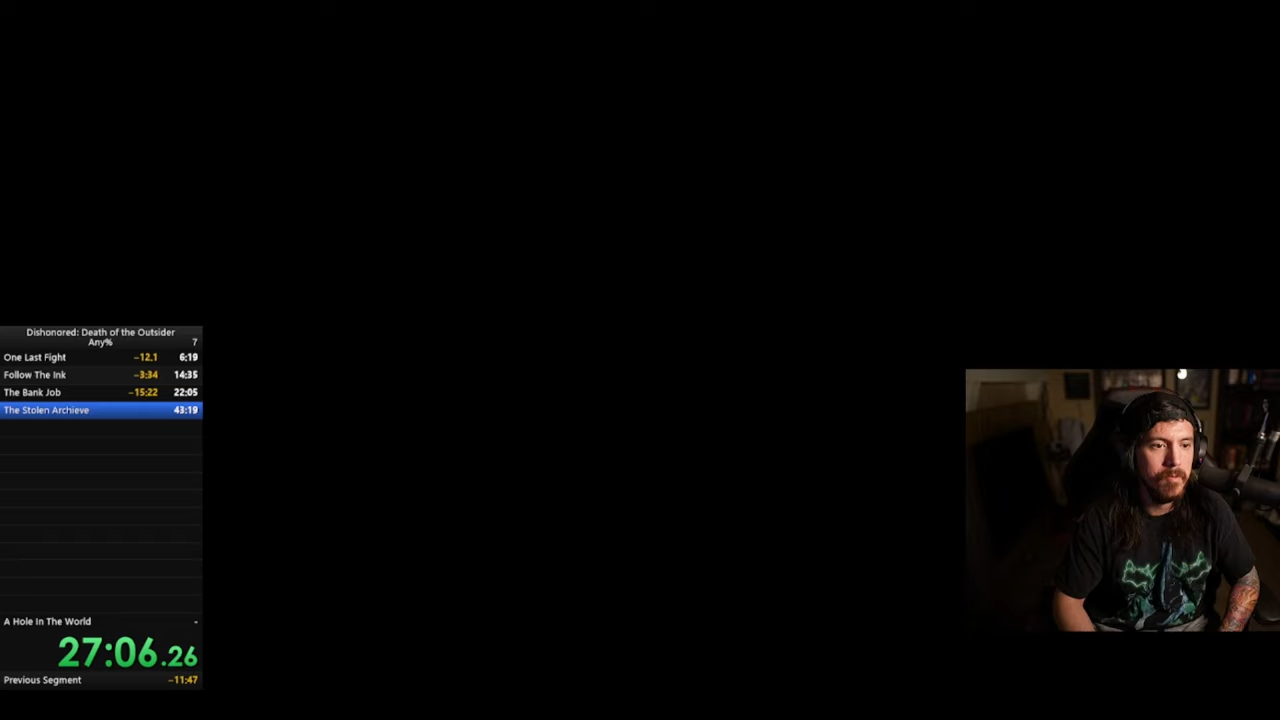 Dishonored: Death of the Outsider
Any% 7
One Last Fight -12.1 6:19
Follow The Ink -3:34 14:35
The Bank Job -15:22 22:05
The Stolen Archieve 43:19
A Hole In The World -
27:06.26
Previous Segment -11:47